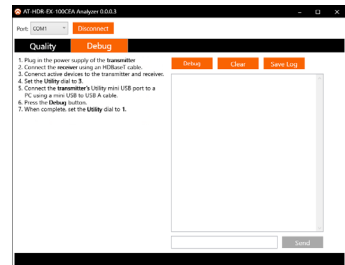 AT-HDR-EX-100CEA Analyzer 0.0.0.3
Port: COM1 Disconnect
Quality Debug
1. Plug in the power supply of the transmitter
2. Connect the receiver using an HDBaseT cable.
3. Conenct active devices to the transmitter and receiver.
4. Set the Utility dial to 3.
5. Connect the transmitter's Utility mini USB port to a
PC using a mini USB to USB A cable.
6. Press the Debug button.
7. When complete, set the Utility dial to 1.
Debug Clear Save Log
Send